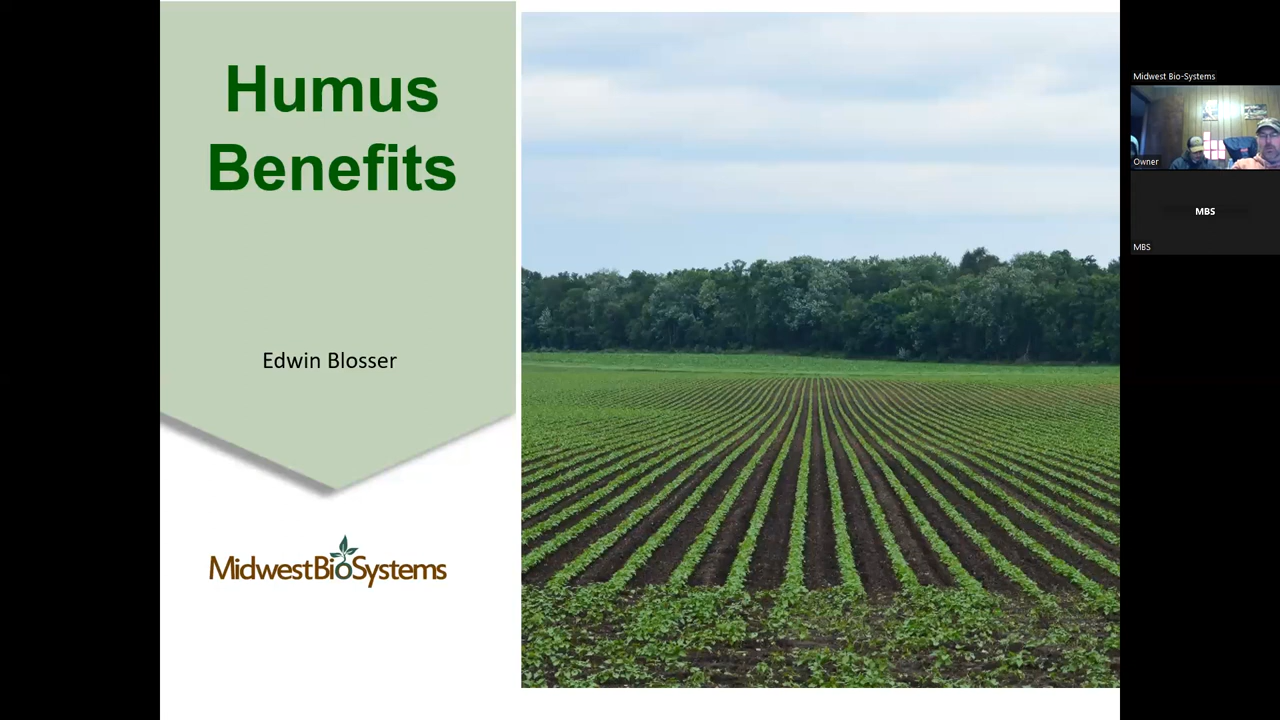 Humus
Benefits
Edwin Blosser
MidwestBioSystems
Midwest Bio-Systems
Owner
MBS
MBS